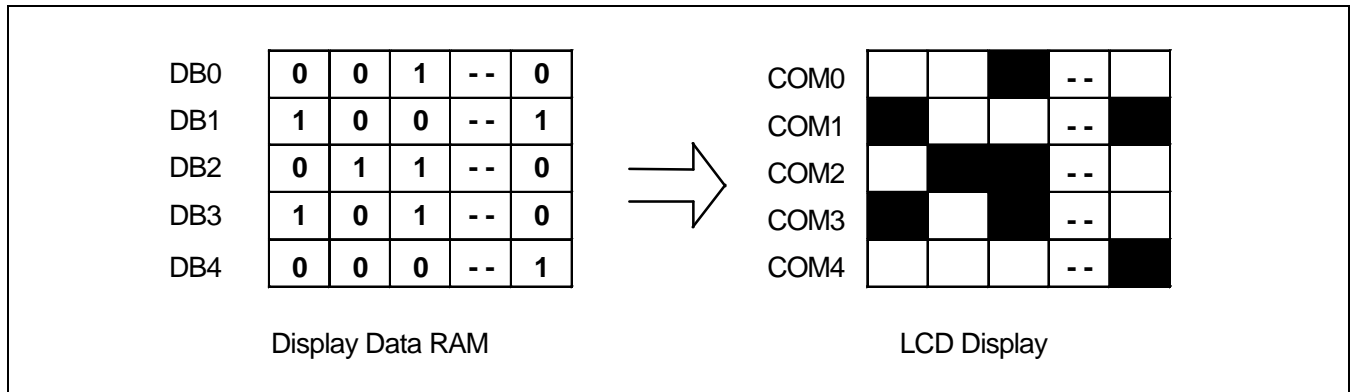 DB0 0 0 1 - - 0 COM0 - -
DB1 1 0 0 - - 1 COM1 - -
DB2 0 1 1 - - 0 COM2 - -
DB3 1 0 1 - - 0 COM3 - -
DB4 0 0 0 - - 1 COM4 - -
Display Data RAM LCD Display